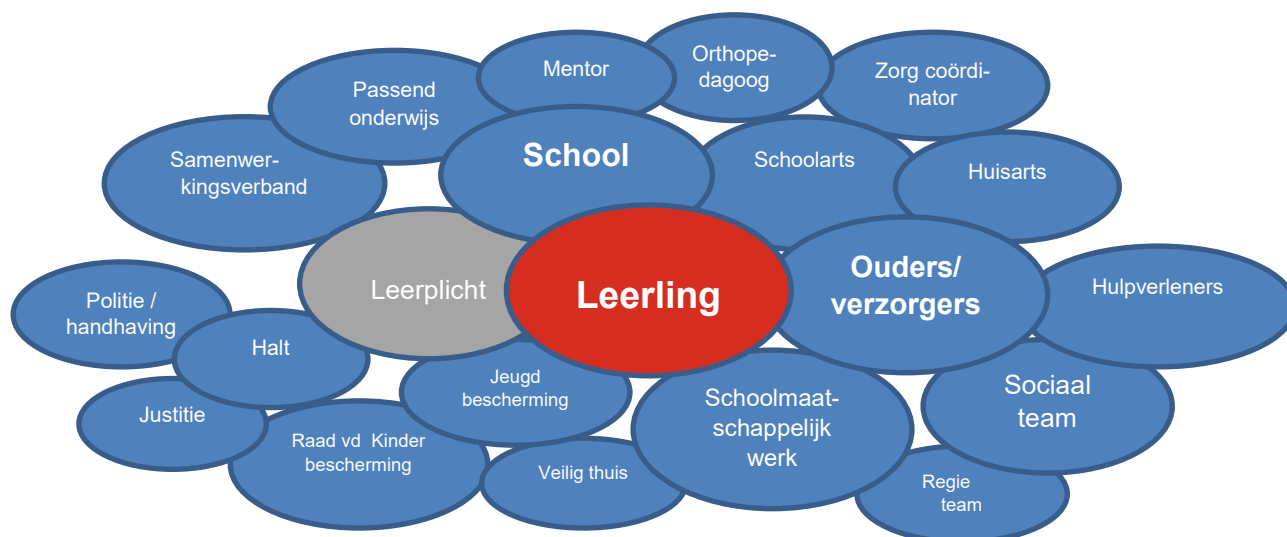 Mentor
Orthope-
dagoog
Zorg coördi-
nator
Passend
onderwijs
School
Schoolarts
Huisarts
Samenwer-
kingsverband
Leerplicht
Leerling
Ouders/
verzorgers
Hulpverleners
Politie /
handhaving
Halt
Justitie
Jeugd
bescherming
Raad vd  Kinder
bescherming
Veilig thuis
Schoolmaat-
schappelijk
werk
Sociaal
team
Regie
team